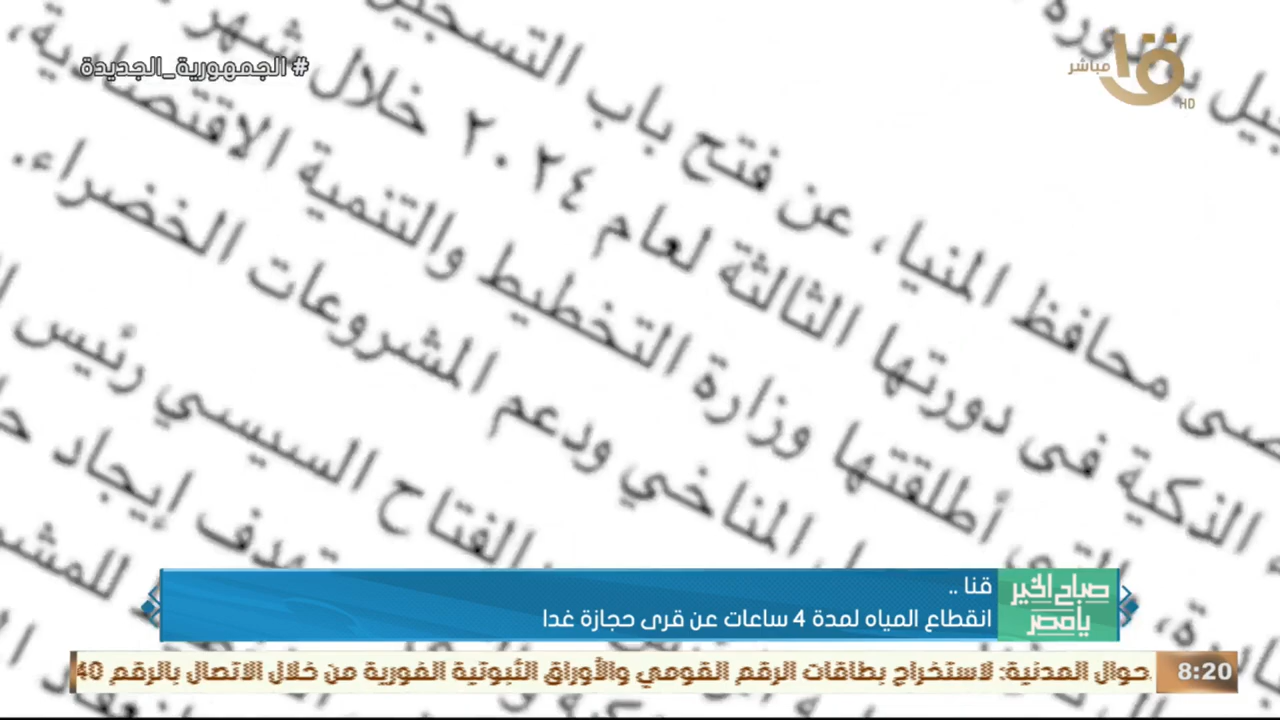 #الجمهورية_الجديدة
مباشر
HD
التسجيل
محافظ المنيا، عن فتح باب
الذكية فى دورتها الثالثة لعام ٢٠٢٤ خلال شهر
أطلقتها وزارة التخطيط والتنمية الاقتصادية،
المناخي ودعم المشروعات الخضراء.
الفتاح السيسي رئيس
إيجاد
صباح الخير
يا مصر
قنا ..
انقطاع المياه لمدة 4 ساعات عن قرى حجازة غدا
حوال المدنية: لاستخراج بطاقات الرقم القومي والأوراق الثبوتية الفورية من خلال الاتصال بالرقم 40
8:20